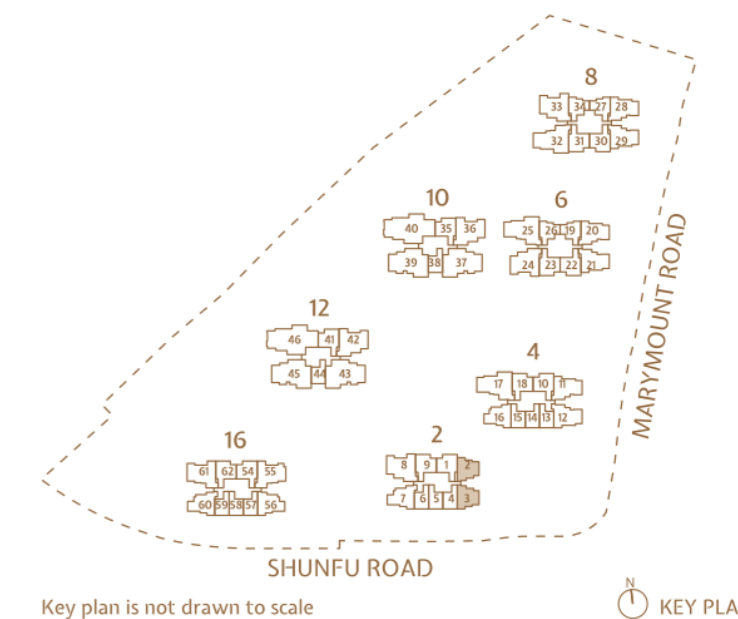 8
33 34 27 28
32 31 30 29
10
40 35 36
39 38 37
6
25 26 19 20
24 23 22 21
MARYMOUNT ROAD
12
46 41 42
45 44 43
4
17 18 10 11
16 15 14 13 12
16
61 62 54 55
60 59 58 57 56
2
8 9 1 2
7 6 5 4 3
SHUNFU ROAD
Key plan is not drawn to scale
N
KEY PLA